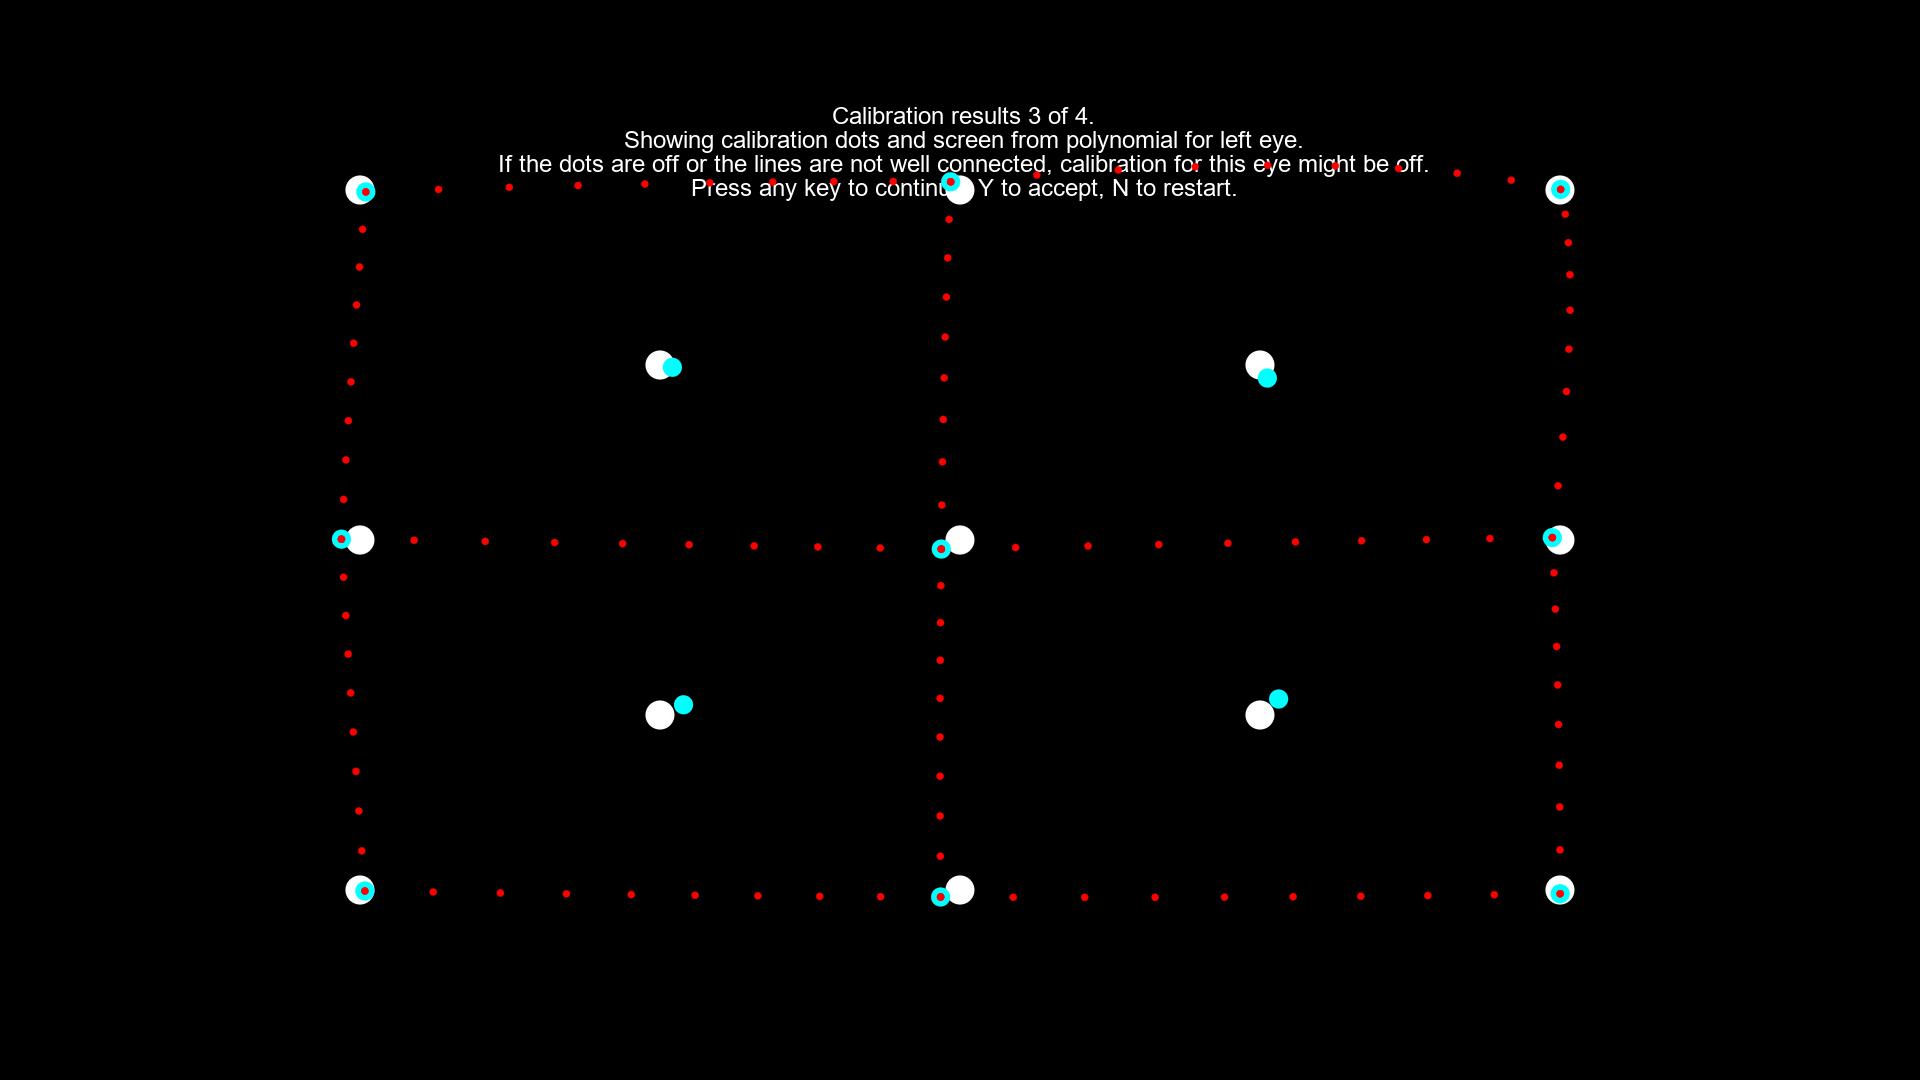 Calibration results 3 of 4.
Showing calibration dots and screen from polynomial for left eye.
If the dots are off or the lines are not well connected, calibration for this eye might be off.
Press any key to continu Y to accept, N to restart.